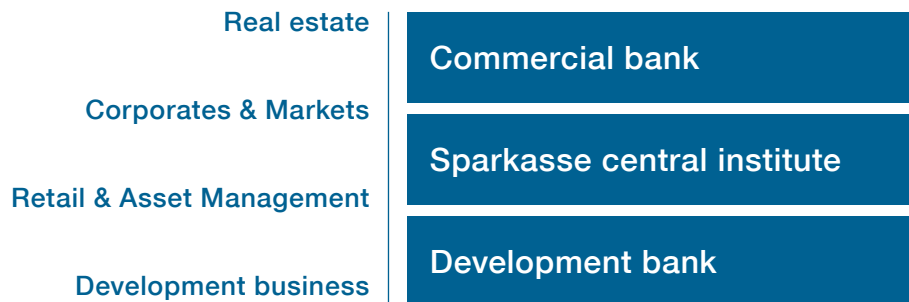 Real estate
Corporates & Markets
Retail & Asset Management
Development business
Commercial bank
Sparkasse central institute
Development bank